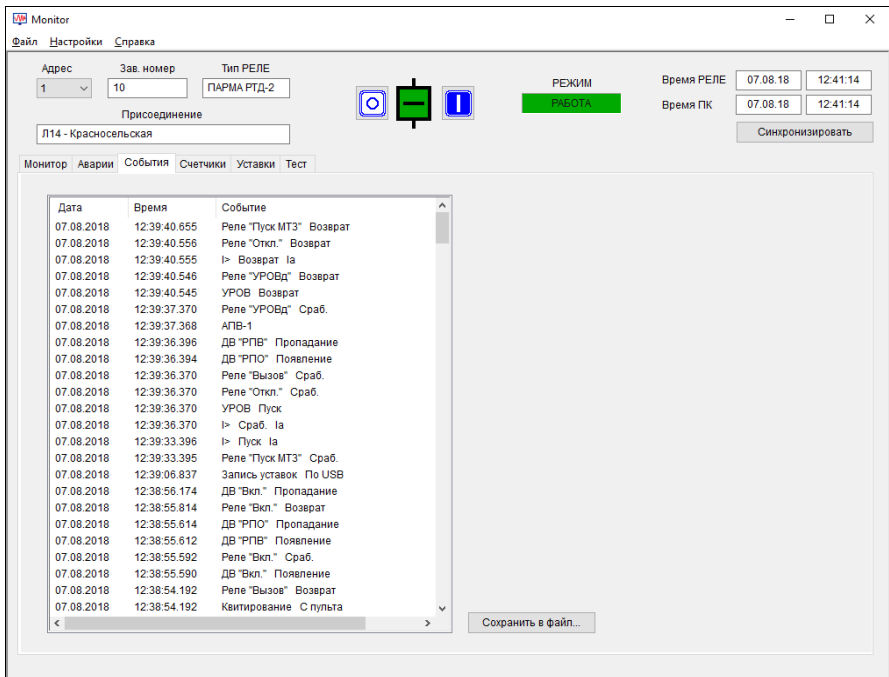 Monitor
Файл Настройки Справка
Адрес Зав. номер Тип РЕЛЕ
1 10 ПАРМА РТД-2
Присоединение
Л14 - Красносельская
РЕЖИМ
РАБОТА
Время РЕЛЕ 07.08.18 12:41:14
Время ПК 07.08.18 12:41:14
Синхронизировать
Монитор Аварии События Счетчики Уставки Тест
Дата Время Событие
07.08.2018 12:39:40.655 Реле "Пуск МТЗ" Возврат
07.08.2018 12:39:40.556 Реле "Откл." Возврат
07.08.2018 12:39:40.555 I> Возврат Ia
07.08.2018 12:39:40.546 Реле "УРОВд" Возврат
07.08.2018 12:39:40.545 УРОВ Возврат
07.08.2018 12:39:37.370 Реле "УРОВд" Сраб.
07.08.2018 12:39:37.368 АПВ-1
07.08.2018 12:39:36.396 ДВ "РПВ" Пропадание
07.08.2018 12:39:36.394 ДВ "РПО" Появление
07.08.2018 12:39:36.370 Реле "Вызов" Сраб.
07.08.2018 12:39:36.370 Реле "Откл." Сраб.
07.08.2018 12:39:36.370 УРОВ Пуск
07.08.2018 12:39:36.370 I> Сраб. Ia
07.08.2018 12:39:33.396 I> Пуск Ia
07.08.2018 12:39:33.395 Реле "Пуск МТЗ" Сраб.
07.08.2018 12:39:06.837 Запись уставок По USB
07.08.2018 12:38:56.174 ДВ "Вкл." Пропадание
07.08.2018 12:38:55.814 Реле "Вкл." Возврат
07.08.2018 12:38:55.614 ДВ "РПО" Пропадание
07.08.2018 12:38:55.612 ДВ "РПВ" Появление
07.08.2018 12:38:55.592 Реле "Вкл." Сраб.
07.08.2018 12:38:55.590 ДВ "Вкл." Появление
07.08.2018 12:38:54.192 Реле "Вызов" Возврат
07.08.2018 12:38:54.192 Квитирование С пульта
Сохранить в файл...